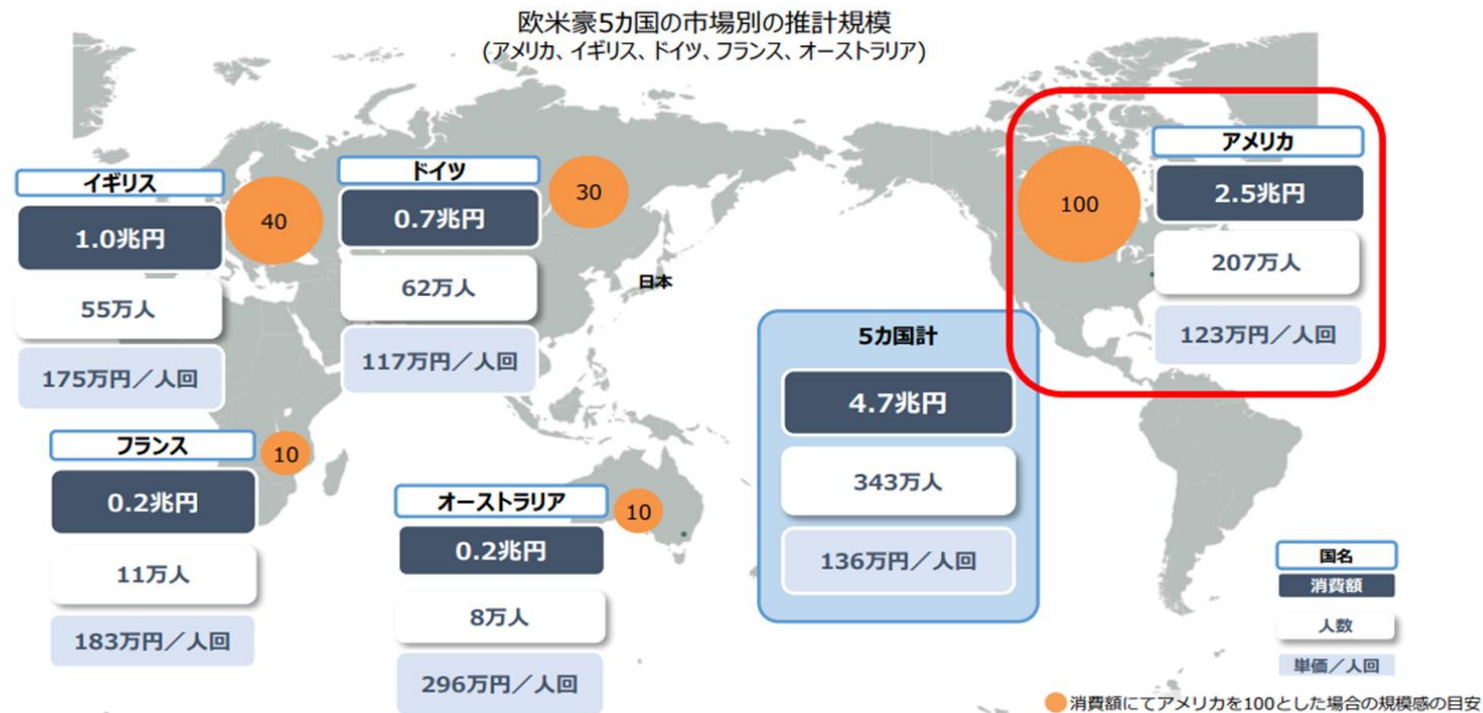 欧米豪5カ国の市場別の推計規模
(アメリカ、イギリス、ドイツ、フランス、オーストラリア)
イギリス
1.0兆円
55万人
175万円／人回
40
ドイツ
0.7兆円
62万人
117万円／人回
30
日本
アメリカ
2.5兆円
207万人
123万円／人回
100
5カ国計
4.7兆円
343万人
136万円／人回
フランス
0.2兆円
11万人
183万円／人回
10
オーストラリア
0.2兆円
8万人
296万円／人回
10
国名
消費額
人数
単価／人回
消費額にてアメリカを100とした場合の規模感の目安